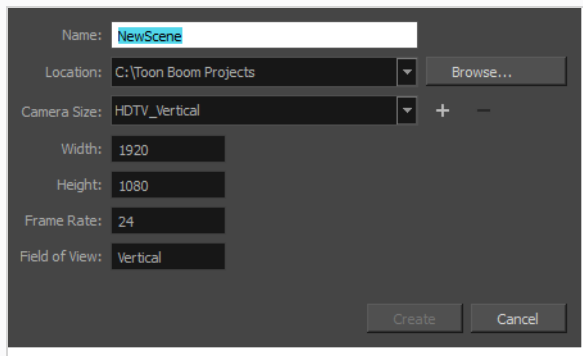 Name: NewScene
Location: C:\Toon Boom Projects Browse...
Camera Size: HDTV_Vertical
Width: 1920
Height: 1080
Frame Rate: 24
Field of View: Vertical
Create Cancel